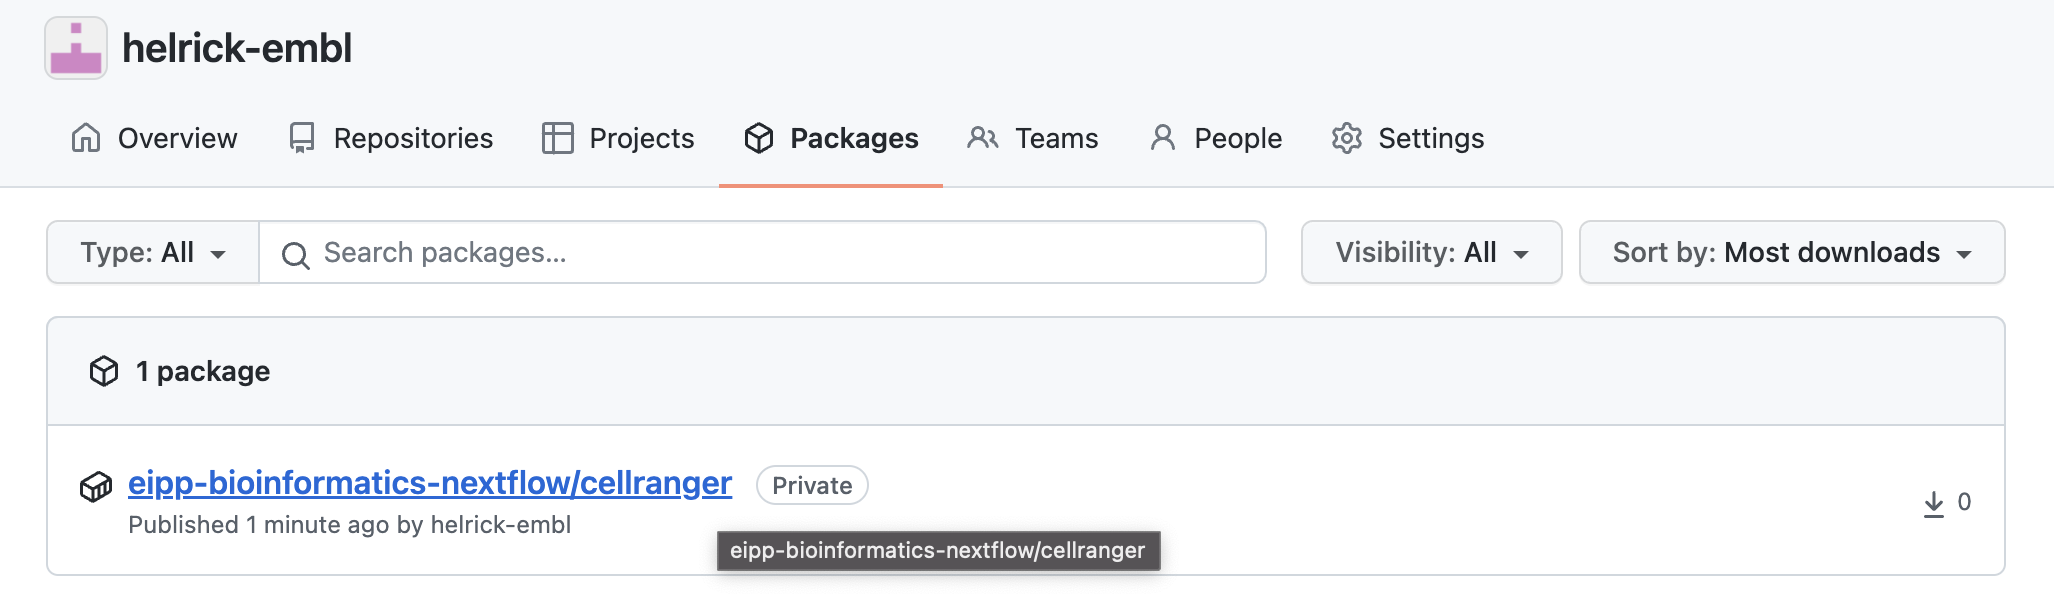 helrick-embl
Overview Repositories Projects Packages Teams People Settings
Type: All Search packages... Visibility: All Sort by: Most downloads
1 package
eipp-bioinformatics-nextflow/cellranger Private
Published 1 minute ago by helrick-embl 0
eipp-bioinformatics-nextflow/cellranger